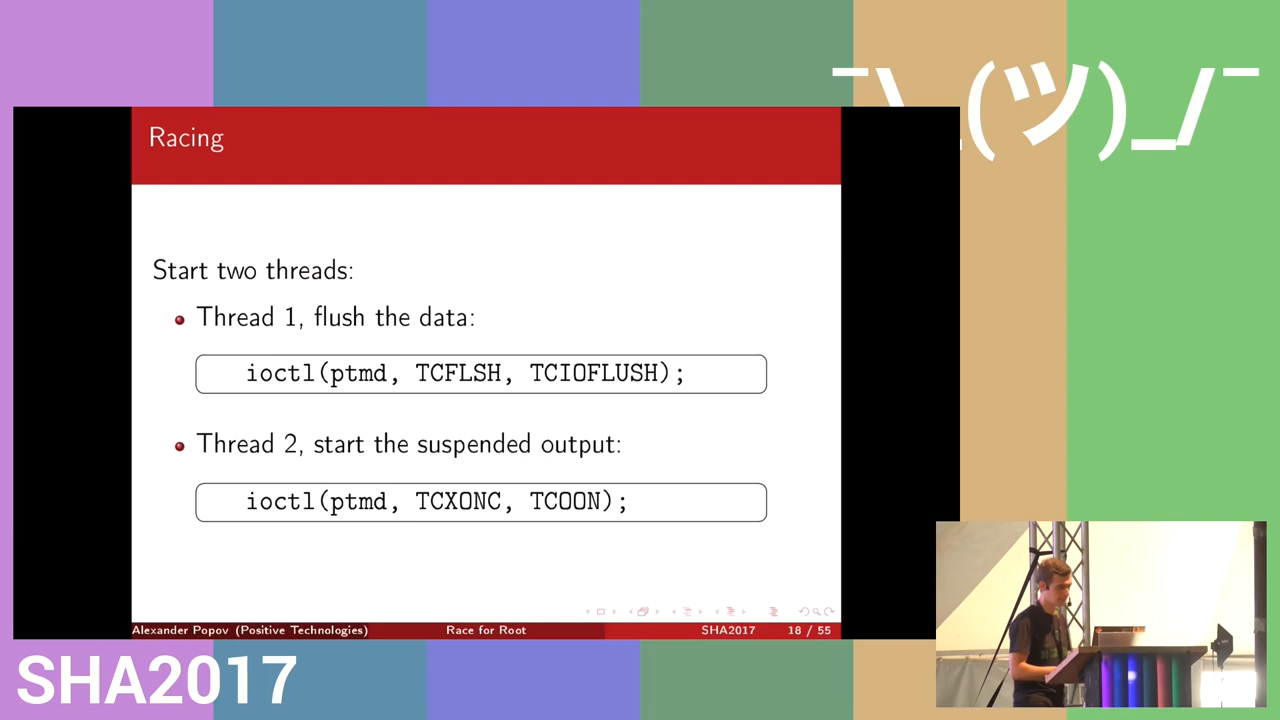 ¯\_(ツ)_/¯
Racing
Start two threads:
Thread 1, flush the data:
ioctl(ptmd, TCFLSH, TCIOFLUSH);
Thread 2, start the suspended output:
ioctl(ptmd, TCXONC, TCOON);
Alexander Popov (Positive Technologies) Race for Root SHA2017 18 / 55
SHA2017